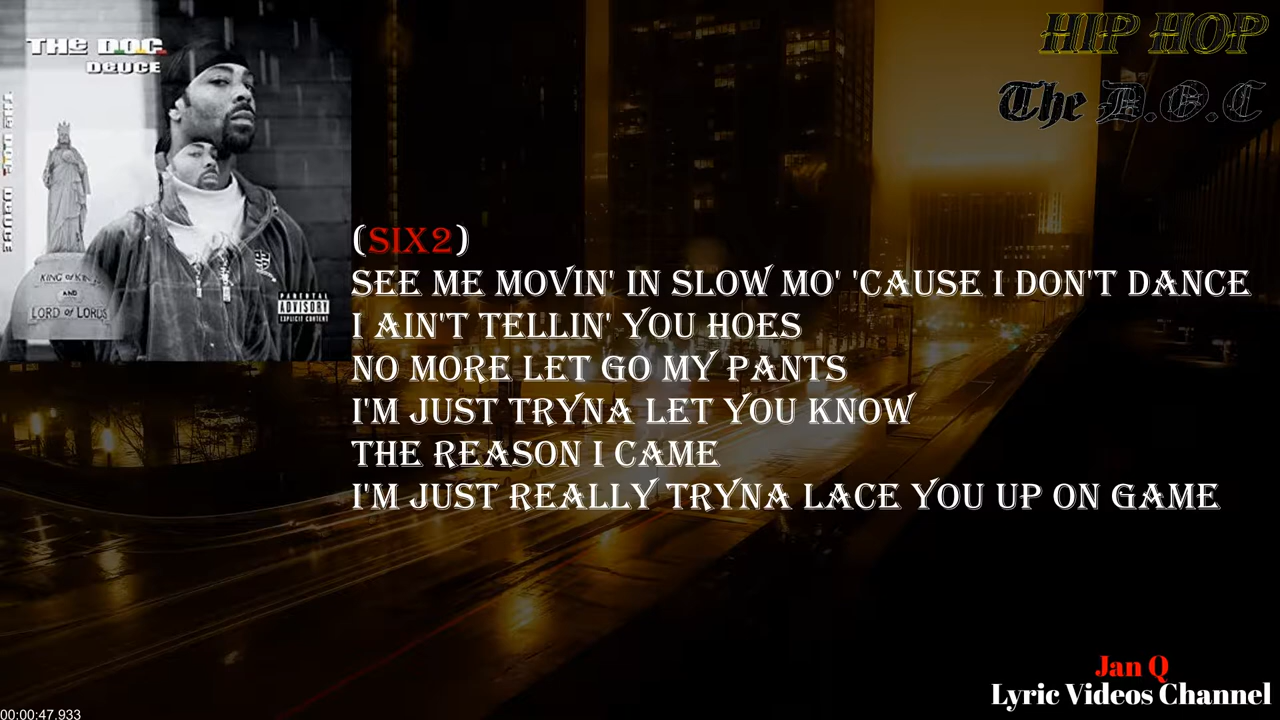 THE D.O.C.
DEUCE
THE D.O.C. DEUCE
KING OF KINGS
AND
LORD OF LORDS
PARENTAL
ADVISORY
EXPLICIT CONTENT
HIP HOP
The D.O.C
(SIX2)
SEE ME MOVIN' IN SLOW MO' 'CAUSE I DON'T DANCE
I AIN'T TELLIN' YOU HOES
NO MORE LET GO MY PANTS
I'M JUST TRYNA LET YOU KNOW
THE REASON I CAME
I'M JUST REALLY TRYNA LACE YOU UP ON GAME
Jan Q
Lyric Videos Channel
00:00:47.933